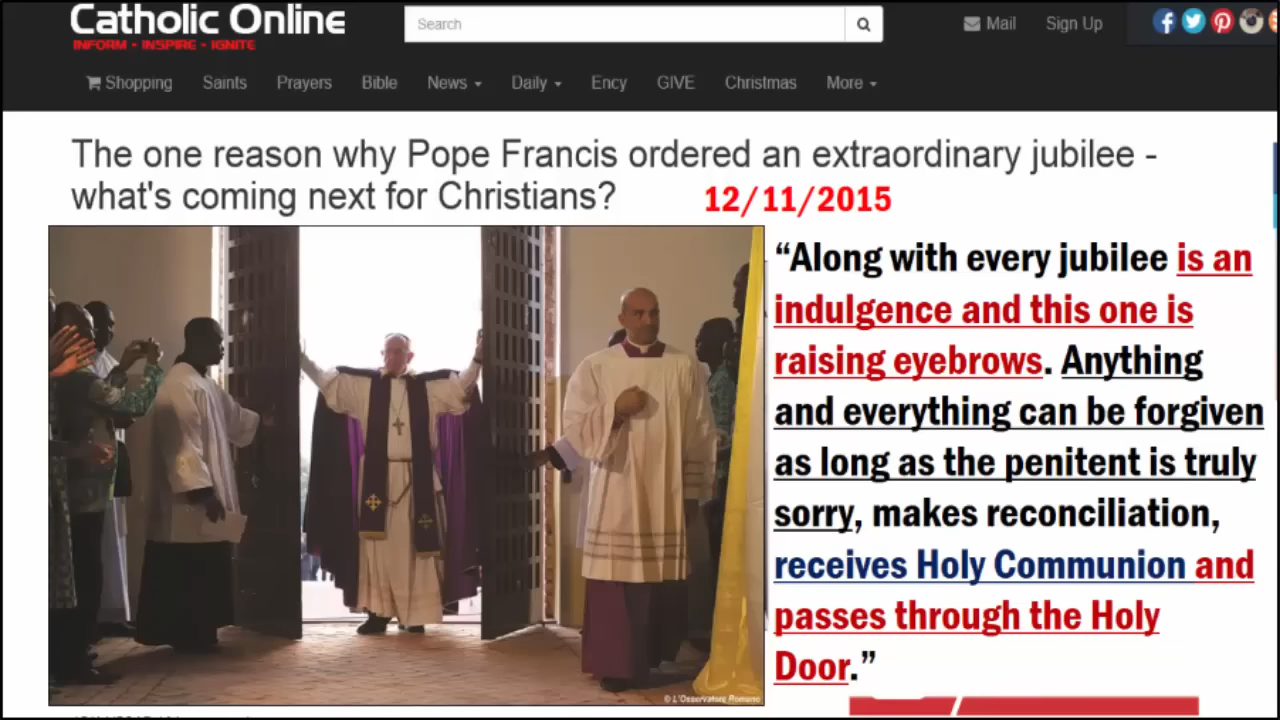 Catholic Online
INFORM • INSPIRE • IGNITE
Search
Mail
Sign Up
Shopping Saints Prayers Bible News Daily Ency GIVE Christmas More
The one reason why Pope Francis ordered an extraordinary jubilee -
what's coming next for Christians?
12/11/2015
“Along with every jubilee is an
indulgence and this one is
raising eyebrows. Anything
and everything can be forgiven
as long as the penitent is truly
sorry, makes reconciliation,
receives Holy Communion and
passes through the Holy
Door.”
© L'Osservatore Romano